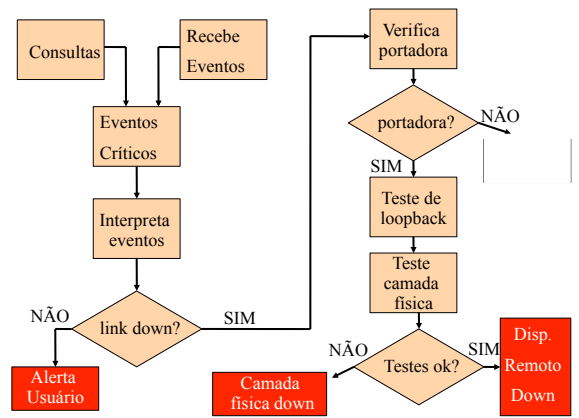 Consultas
Recebe
Eventos
Eventos
Críticos
Interpreta
eventos
link down?
NÃO
SIM
Alerta
Usuário
Verifica
portadora
portadora?
NÃO
SIM
Teste de
loopback
Teste
camada
física
Testes ok?
NÃO
SIM
Camada
física down
Disp.
Remoto
Down